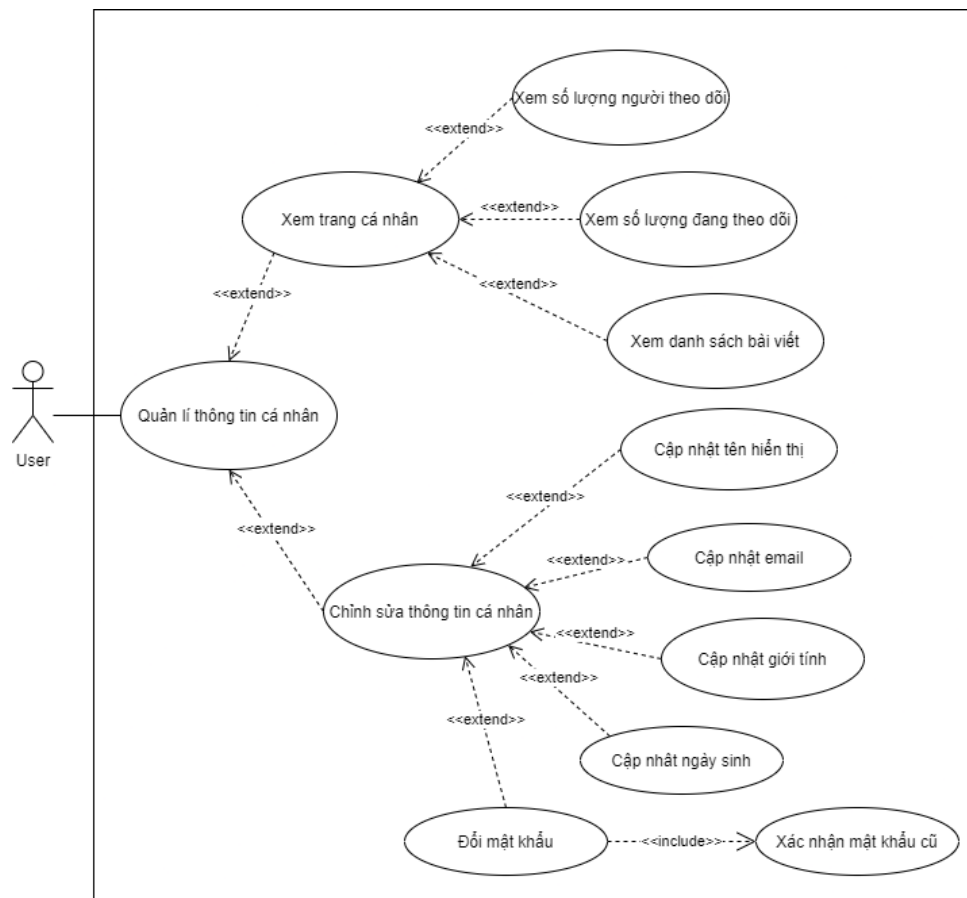 Xem số lượng người theo dõi
<<extend>>
Xem trang cá nhân
<<extend>>
Xem số lượng đang theo dõi
<<extend>>
<<extend>>
Xem danh sách bài viết
User
Quản lí thông tin cá nhân
Cập nhật tên hiển thị
<<extend>>
<<extend>>
<<extend>>
Cập nhật email
Chỉnh sửa thông tin cá nhân
<<extend>>
Cập nhật giới tính
<<extend>>
<<extend>>
Cập nhât ngày sinh
Đổi mật khẩu
<<include>>
Xác nhận mật khẩu cũ